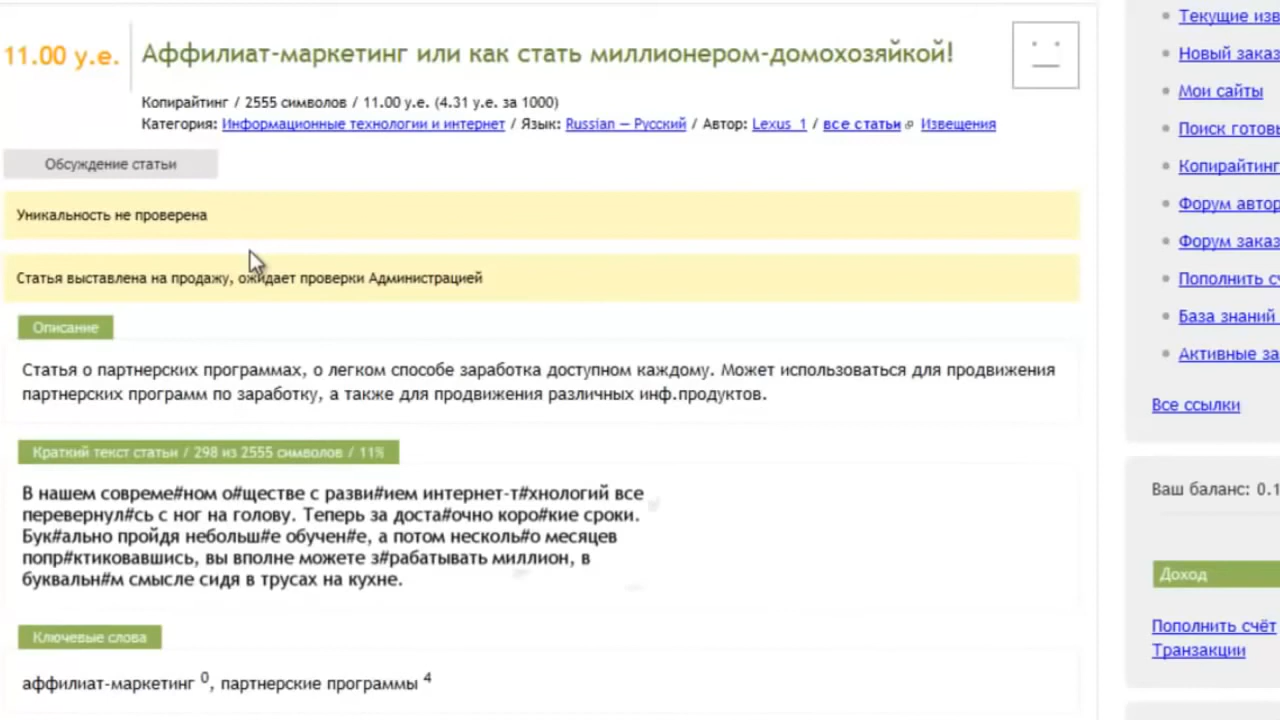 11.00 у.е.
Аффилиат-маркетинг или как стать миллионером-домохозяйкой!
Копирайтинг / 2555 символов / 11.00 у.е. (4.31 у.е. за 1000)
Категория: Информационные технологии и интернет / Язык: Russian — Русский / Автор: Lexus_1 / все статьи Извещения
Обсуждение статьи
Уникальность не проверена
Статья выставлена на продажу, ожидает проверки Администрацией
Описание
Статья о партнерских программах, о легком способе заработка доступном каждому. Может использоваться для продвижения
партнерских программ по заработку, а также для продвижения различных инф.продуктов.
Краткий текст статьи / 298 из 2555 символов / 11%
В нашем совреме#ном о#ществе с разви#ием интернет-т#хнологий все
перевернул#сь с ног на голову. Теперь за доста#очно коро#кие сроки.
Бук#ально пройдя небольш#е обучен#е, а потом несколь#о месяцев
попр#ктиковавшись, вы вполне можете з#рабатывать миллион, в
буквальн#м смысле сидя в трусах на кухне.
Ключевые слова
аффилиат-маркетинг 0, партнерские программы 4
Текущие изв
Новый заказ
Мои сайты
Поиск готовы
Копирайтинг
Форум автор
Форум заказ
Пополнить сч
База знаний
Активные за
Все ссылки
Ваш баланс: 0.1
Доход
Пополнить счёт
Транзакции